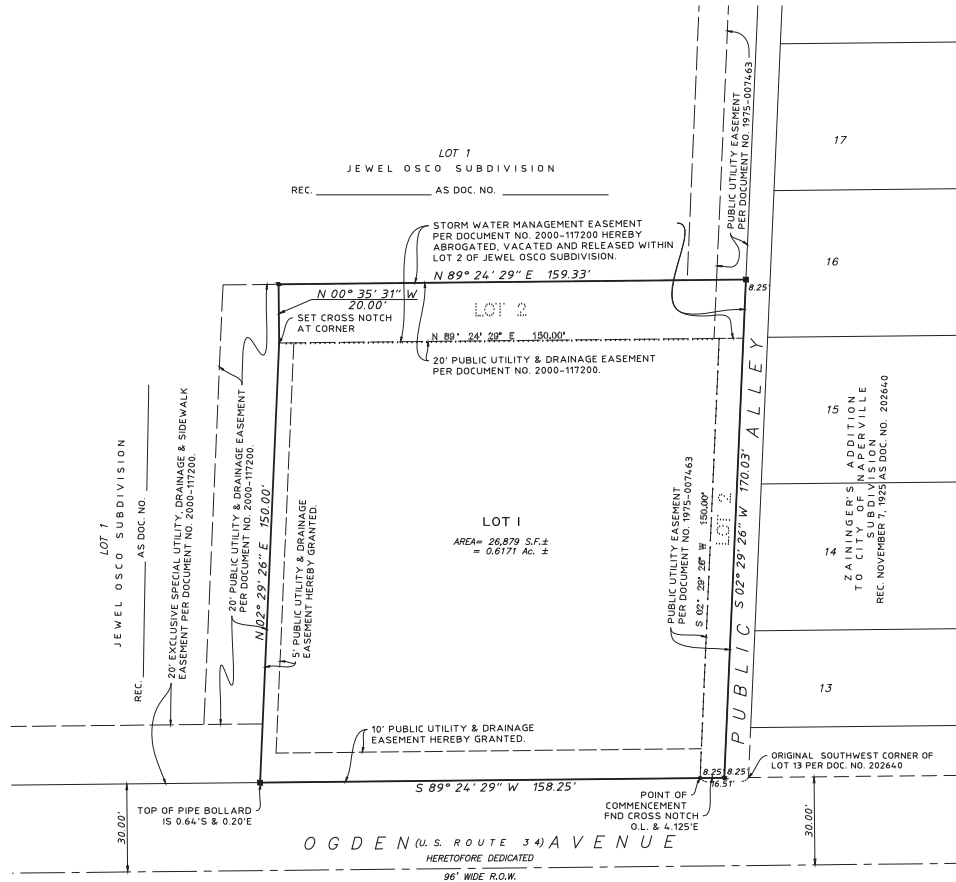 LOT 1
JEWEL OSCO SUBDIVISION
REC. AS DOC. NO.
PUBLIC UTILITY EASEMENT
PER DOCUMENT NO. 1975-007463
17
16
15
14
13
STORM WATER MANAGEMENT EASEMENT
PER DOCUMENT NO. 2000-117200 HEREBY
ABROGATED, VACATED AND RELEASED WITHIN
LOT 2 OF JEWEL OSCO SUBDIVISION.
N 89° 24' 29" E 159.33'
8.25'
N 00° 35' 31" W
20.00'
LOT 2
SET CROSS NOTCH
AT CORNER
N 89° 24' 29" E 150.00'
20' PUBLIC UTILITY & DRAINAGE EASEMENT
PER DOCUMENT NO. 2000-117200.
LOT 1
JEWEL OSCO SUBDIVISION
REC. AS DOC. NO.
20' EXCLUSIVE SPECIAL UTILITY, DRAINAGE & SIDEWALK
EASEMENT PER DOCUMENT NO. 2000-117200.
20' PUBLIC UTILITY & DRAINAGE EASEMENT
PER DOCUMENT NO. 2000-117200.
N 02° 29' 26" E 150.00'
5' PUBLIC UTILITY & DRAINAGE
EASEMENT HEREBY GRANTED.
LOT 1
AREA= 26,879 S.F.±
= 0.6171 Ac. ±
PUBLIC UTILITY EASEMENT
PER DOCUMENT NO. 1975-007463
S 02° 29' 26" W 150.00'
LOT 2
S 02° 29' 26" W 170.03'
PUBLIC ALLEY
ZAININGER'S ADDITION
TO CITY OF NAPERVILLE
SUBDIVISION
REC. NOVEMBER 7, 1925 AS DOC. NO. 202640
10' PUBLIC UTILITY & DRAINAGE
EASEMENT HEREBY GRANTED.
ORIGINAL SOUTHWEST CORNER OF
LOT 13 PER DOC. NO. 202640
8.25' 8.25'
16.51'
S 89° 24' 29" W 158.25'
POINT OF
COMMENCEMENT
FND CROSS NOTCH
O.L. & 4.125'E
TOP OF PIPE BOLLARD
IS 0.64'S & 0.20'E
30.00'
30.00'
OGDEN (U.S. ROUTE 34) AVENUE
HERETOFORE DEDICATED
96' WIDE R.O.W.